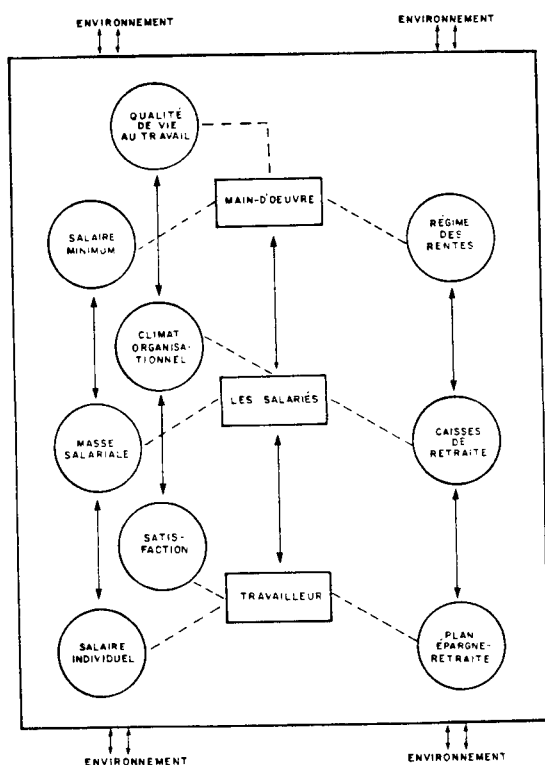 ENVIRONNEMENT
ENVIRONNEMENT
QUALITÉ
DE VIE
AU TRAVAIL
MAIN-D'OEUVRE
SALAIRE
MINIMUM
RÉGIME
DES
RENTES
CLIMAT
ORGANISA-
TIONNEL
LES SALARIÉS
MASSE
SALARIALE
CAISSES
DE
RETRAITE
SATIS-
FACTION
TRAVAILLEUR
SALAIRE
INDIVIDUEL
PLAN
ÉPARGNE-
RETRAITE
ENVIRONNEMENT
ENVIRONNEMENT